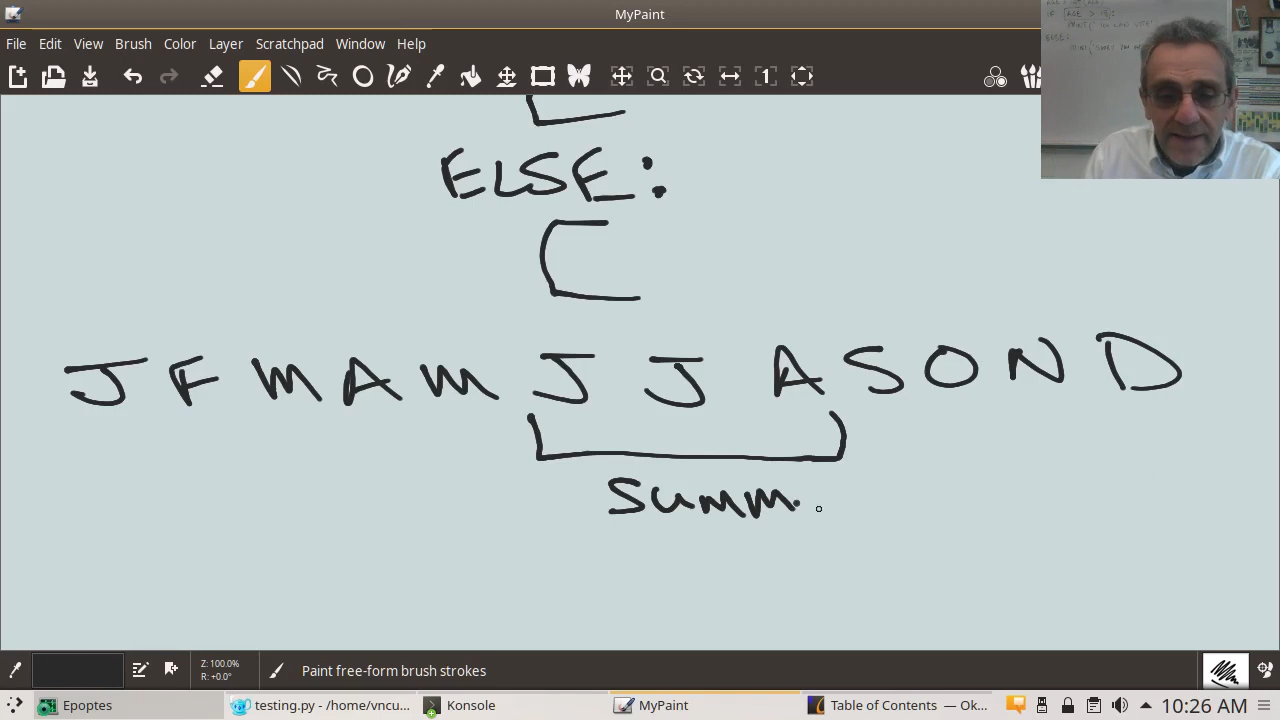 MyPaint
File Edit View Brush Color Layer Scratchpad Window Help
ELSE:
J F M A M J J A S O N D
Summ.
Z: 100.0%
R: +0.0°
Paint free-form brush strokes
Epoptes testing.py - /home/vncu... Konsole MyPaint Table of Contents — Ok... 10:26 AM